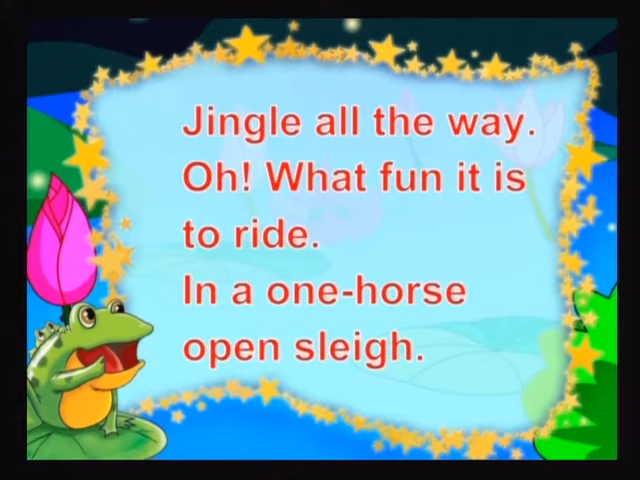 Jingle all the way.
Oh! What fun it is
to ride.
In a one-horse
open sleigh.